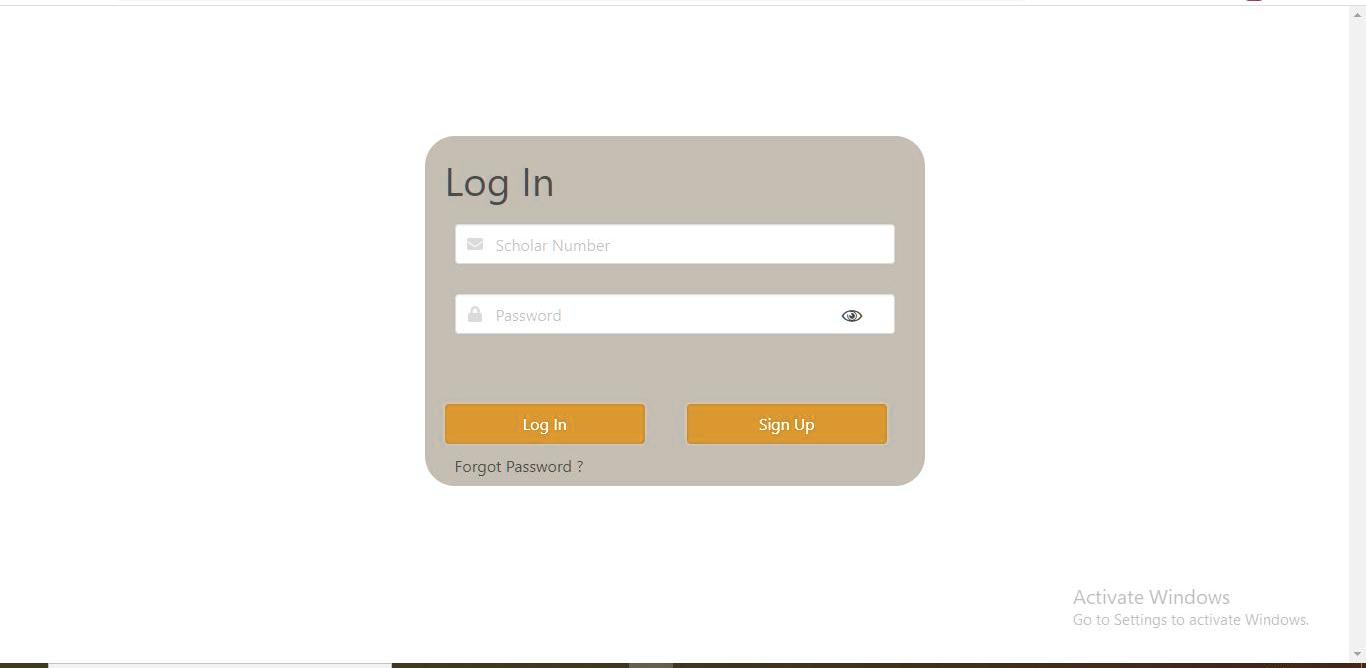 Log In
Scholar Number
Password
Log In
Sign Up
Forgot Password ?
Activate Windows
Go to Settings to activate Windows.